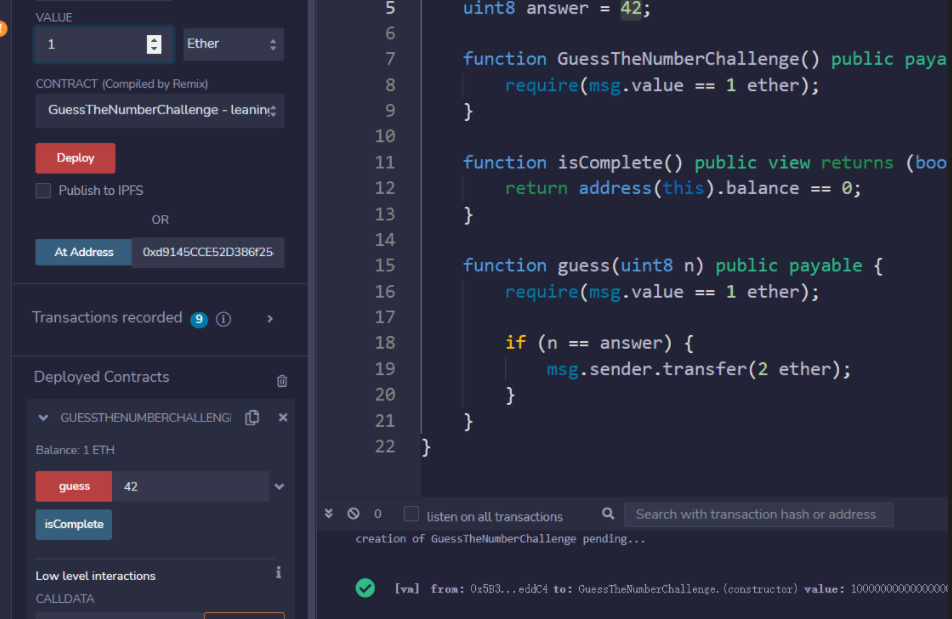 VALUE
1
Ether
CONTRACT (Compiled by Remix)
GuessTheNumberChallenge - leaning
Deploy
Publish to IPFS
OR
At Address
0xd9145CCE52D386f25
Transactions recorded 9 i
Deployed Contracts
GUESSTHENUMBERCHALLENG
Balance: 1 ETH
guess
42
isComplete
Low level interactions
i
CALLDATA
5 uint8 answer = 42;
6
7 function GuessTheNumberChallenge() public paya
8 require(msg.value == 1 ether);
9 }
10
11 function isComplete() public view returns (boo
12 return address(this).balance == 0;
13 }
14
15 function guess(uint8 n) public payable {
16 require(msg.value == 1 ether);
17
18 if (n == answer) {
19 msg.sender.transfer(2 ether);
20 }
21 }
22 }
0
listen on all transactions
Search with transaction hash or address
creation of GuessTheNumberChallenge pending...
[vm] from: 0x5B3...eddC4 to: GuessTheNumberChallenge.(constructor) value: 1000000000000000